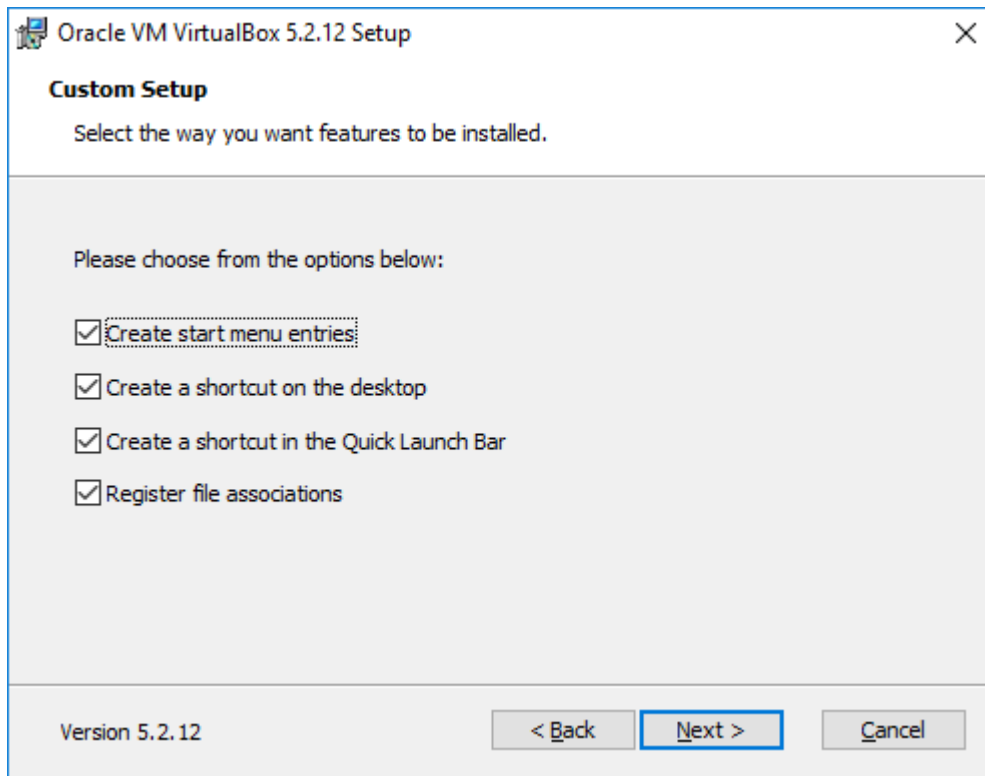 Oracle VM VirtualBox 5.2.12 Setup
Custom Setup
Select the way you want features to be installed.
Please choose from the options below:
Create start menu entries
Create a shortcut on the desktop
Create a shortcut in the Quick Launch Bar
Register file associations
Version 5.2.12
< Back
Next >
Cancel